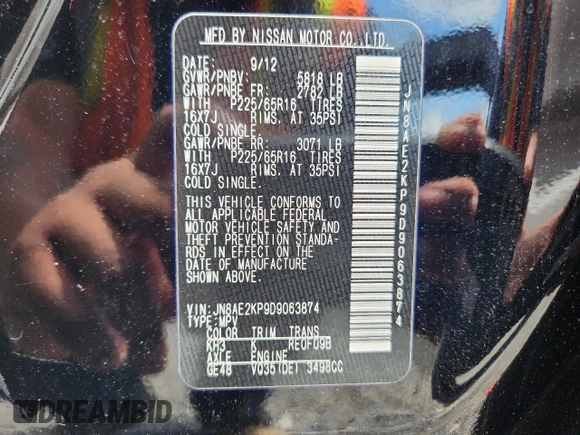 MFD BY NISSAN MOTOR CO.,LTD.
DATE: 9/12
GVWR/PNBV: 5818 LB
GAWR/PNBE FR: 2782 LB
WITH P225/65R16 TIRES
16X7J RIMS. AT 35PSI
COLD SINGLE.
GAWR/PNBE RR: 3071 LB
WITH P225/65R16 TIRES
16X7J RIMS. AT 35PSI
COLD SINGLE.
THIS VEHICLE CONFORMS TO
ALL APPLICABLE FEDERAL
MOTOR VEHICLE SAFETY AND
THEFT PREVENTION STANDA-
RDS IN EFFECT ON THE
DATE OF MANUFACTURE
SHOWN ABOVE.
VIN: JN8AE2KP9D9063874
TYPE: MPV
COLOR TRIM TRANS
KH3 K RE0F09B
AXLE ENGINE
GE48 VQ35(DE) 3498CC
JN8AE2KP9D9063874
DREAMBID